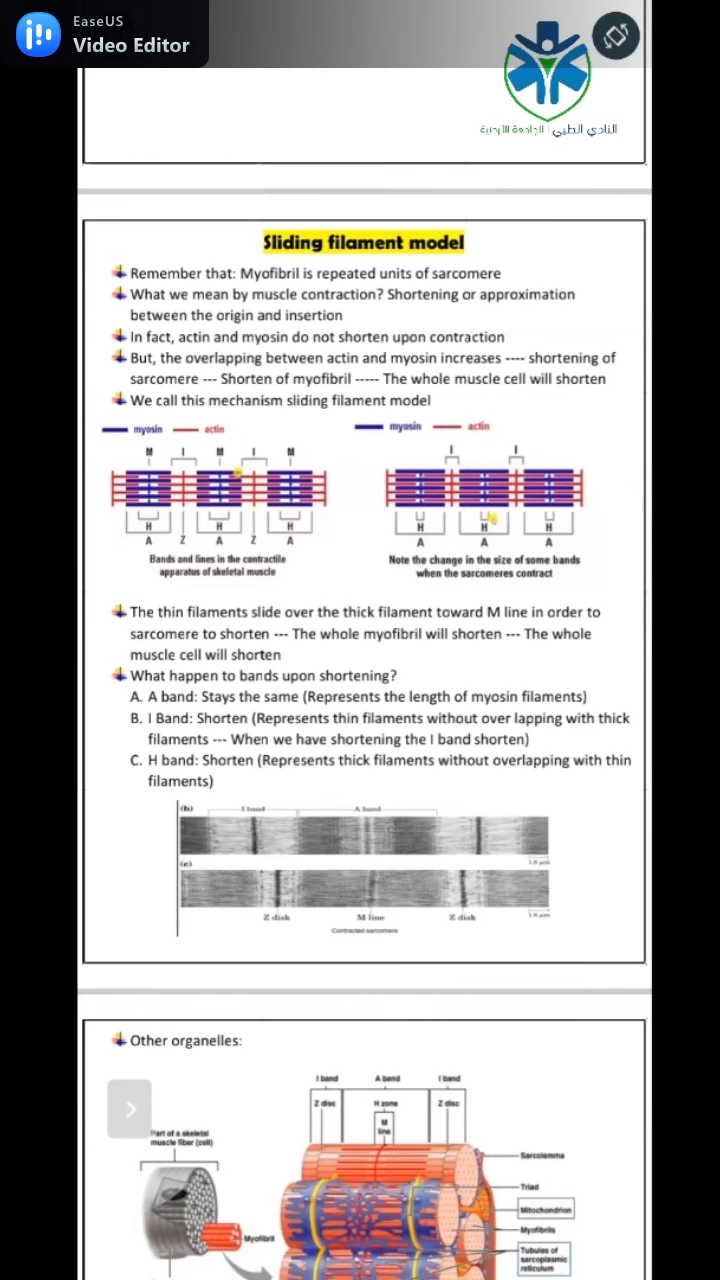 EaseUS
Video Editor
النادي الطبي | الجامعة الأردنية
Sliding filament model
Remember that: Myofibril is repeated units of sarcomere
What we mean by muscle contraction? Shortening or approximation
between the origin and insertion
In fact, actin and myosin do not shorten upon contraction
But, the overlapping between actin and myosin increases ---- shortening of
sarcomere --- Shorten of myofibril ----- The whole muscle cell will shorten
We call this mechanism sliding filament model
myosin actin
myosin actin
M I M I M
I I
H H H
H H H
A Z A Z A
A A A
Bands and lines in the contractile
apparatus of skeletal muscle
Note the change in the size of some bands
when the sarcomeres contract
The thin filaments slide over the thick filament toward M line in order to
sarcomere to shorten --- The whole myofibril will shorten --- The whole
muscle cell will shorten
What happen to bands upon shortening?
A. A band: Stays the same (Represents the length of myosin filaments)
B. I Band: Shorten (Represents thin filaments without over lapping with thick
filaments --- When we have shortening the I band shorten)
C. H band: Shorten (Represents thick filaments without overlapping with thin
filaments)
(b) I band A band
1.0 µm
(c)
Z disk M line Z disk 1.0 µm
Contracted sarcomere
Other organelles:
I band A band I band
Z disc H zone Z disc
M
line
Part of a skeletal
muscle fiber (cell)
Sarcolemma
Triad
Mitochondrion
Myofibrils
Myofibril
Tubules of
sarcoplasmic
reticulum